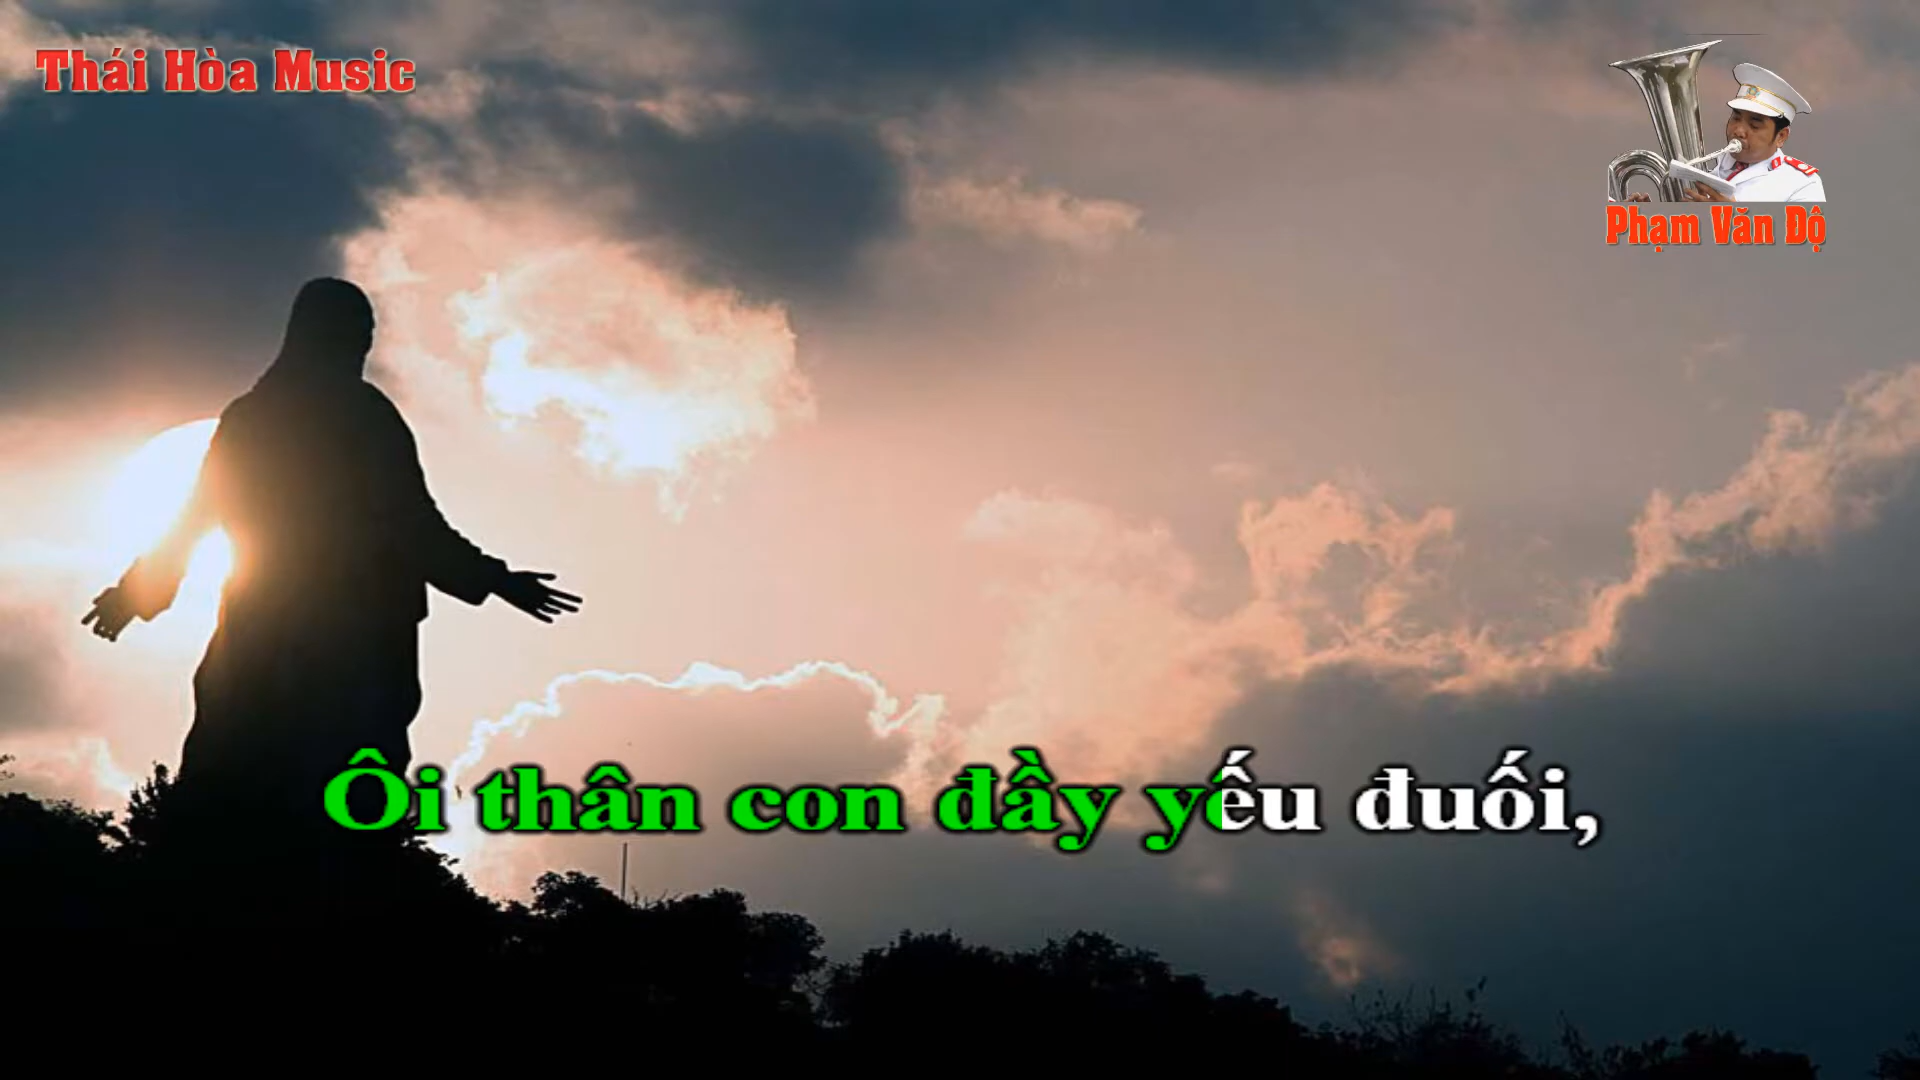 Thái Hòa Music
Phạm Văn Độ
Ôi thân con đầy yếu đuối,